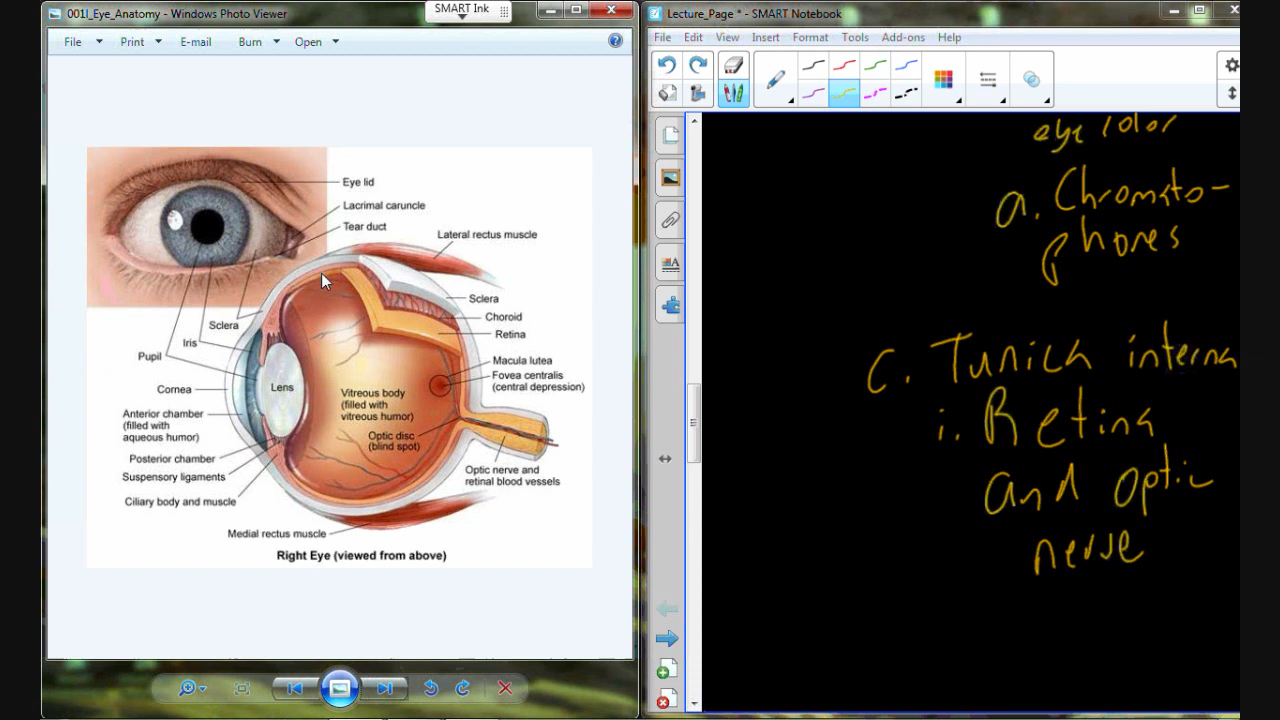 001I_Eye_Anatomy - Windows Photo Viewer
SMART Ink
File Print E-mail Burn Open
Eye lid
Lacrimal caruncle
Tear duct
Lateral rectus muscle
Sclera
Choroid
Retina
Macula lutea
Fovea centralis
(central depression)
Sclera
Iris
Pupil
Cornea
Lens
Vitreous body
(filled with
vitreous humor)
Anterior chamber
(filled with
aqueous humor)
Optic disc
(blind spot)
Posterior chamber
Suspensory ligaments
Ciliary body and muscle
Optic nerve and
retinal blood vessels
Medial rectus muscle
Right Eye (viewed from above)
Lecture_Page * - SMART Notebook
File Edit View Insert Format Tools Add-ons Help
eye color
a. Chromato-
phores
C. Tunica interna
i. Retina
and optic
nerve